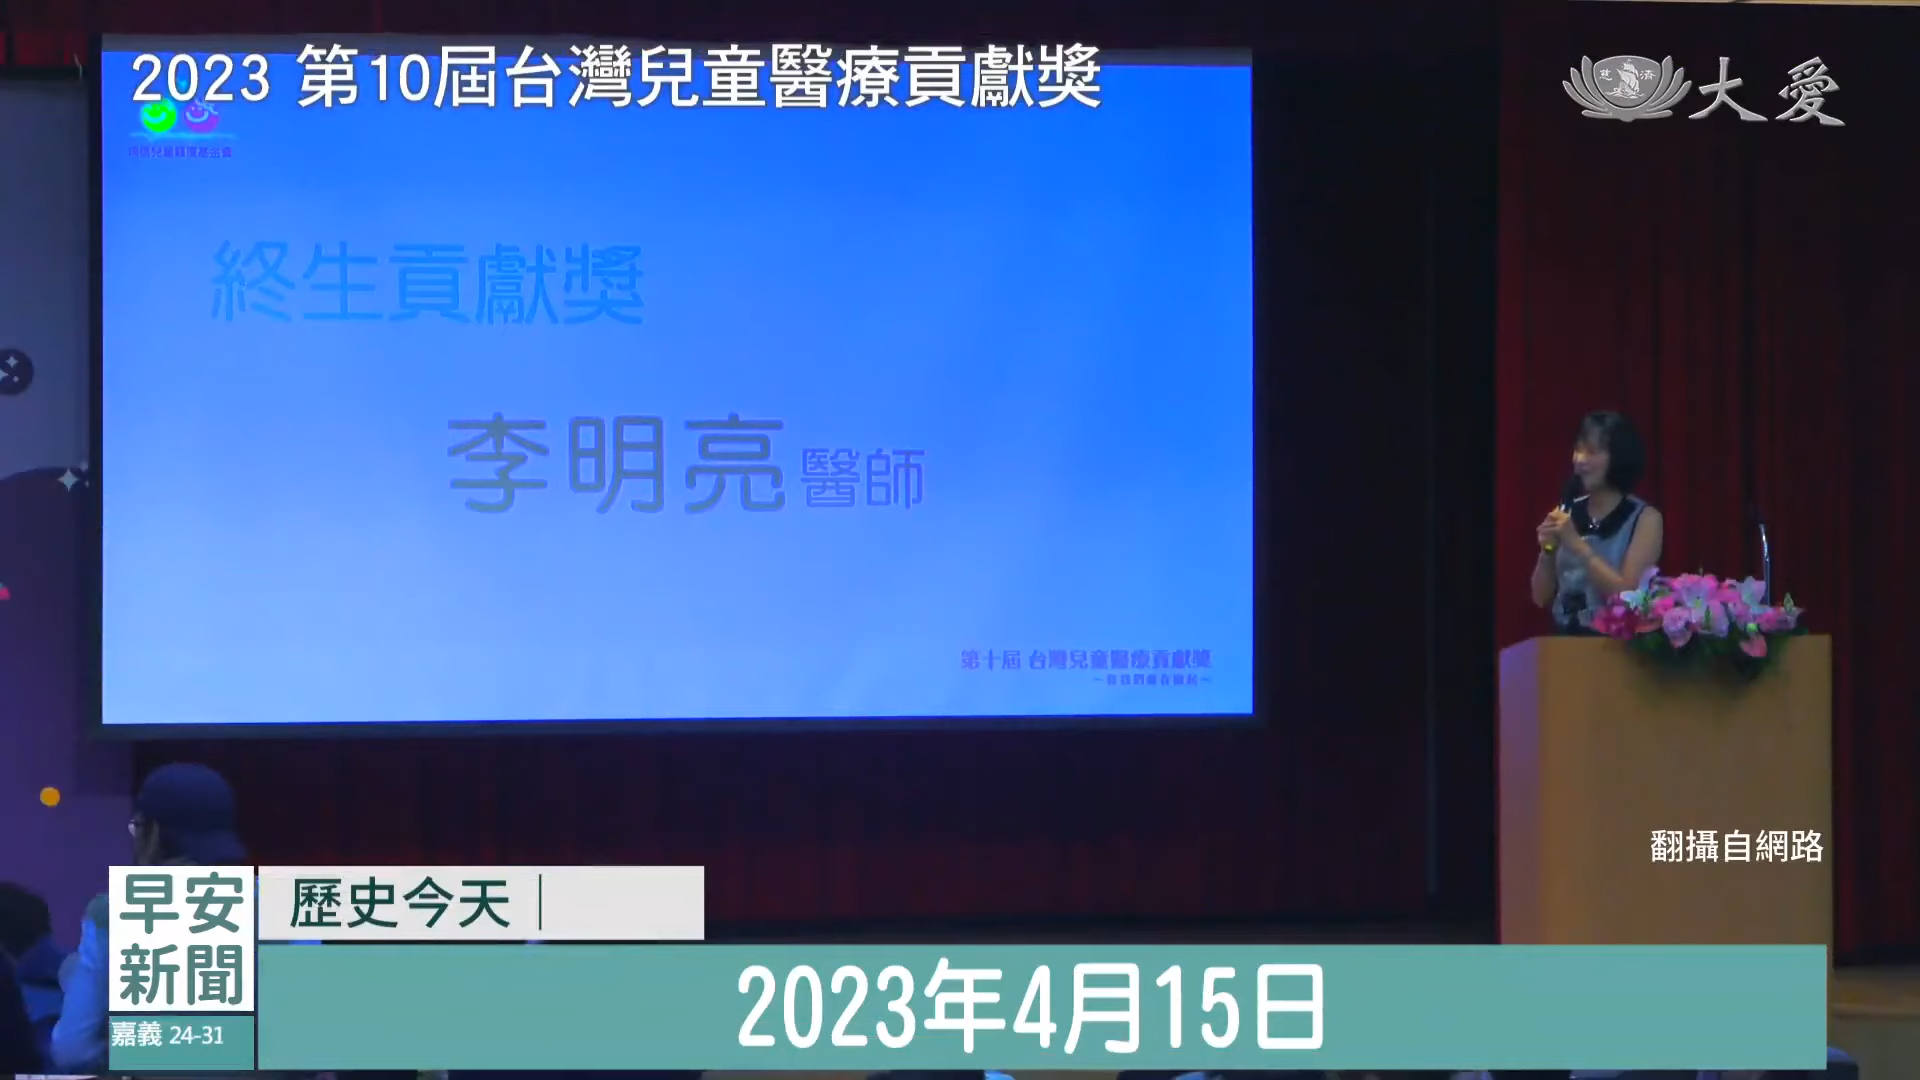 2023 第10屆台灣兒童醫療貢獻獎
慈濟
大愛
終生貢獻獎
李明亮醫師
第十屆 台灣兒童醫療貢獻獎
翻攝自網路
早安
新聞
歷史今天
2023年4月15日
嘉義 24-31